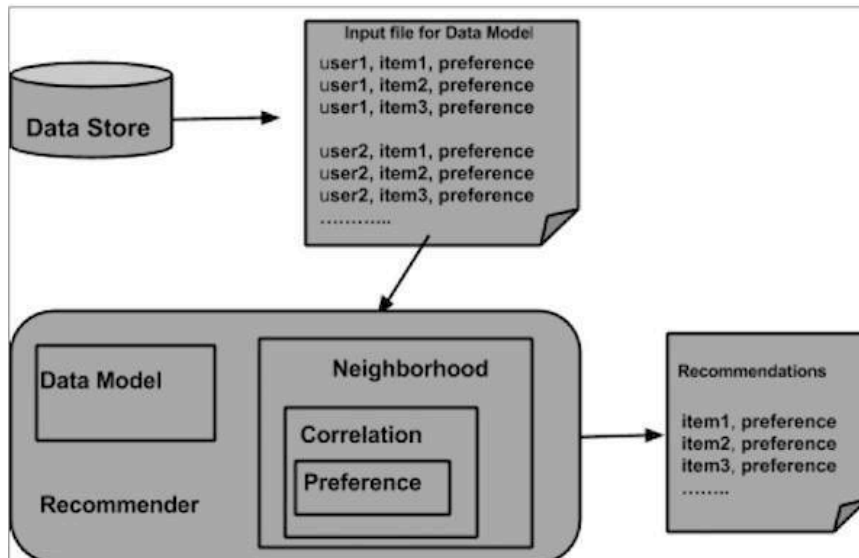 Input file for Data Model
user1, item1, preference
user1, item2, preference
user1, item3, preference
Data Store
user2, item1, preference
user2, item2, preference
user2, item3, preference
...........
Data Model
Neighborhood
Correlation
Preference
Recommender
Recommendations
item1, preference
item2, preference
item3, preference
........